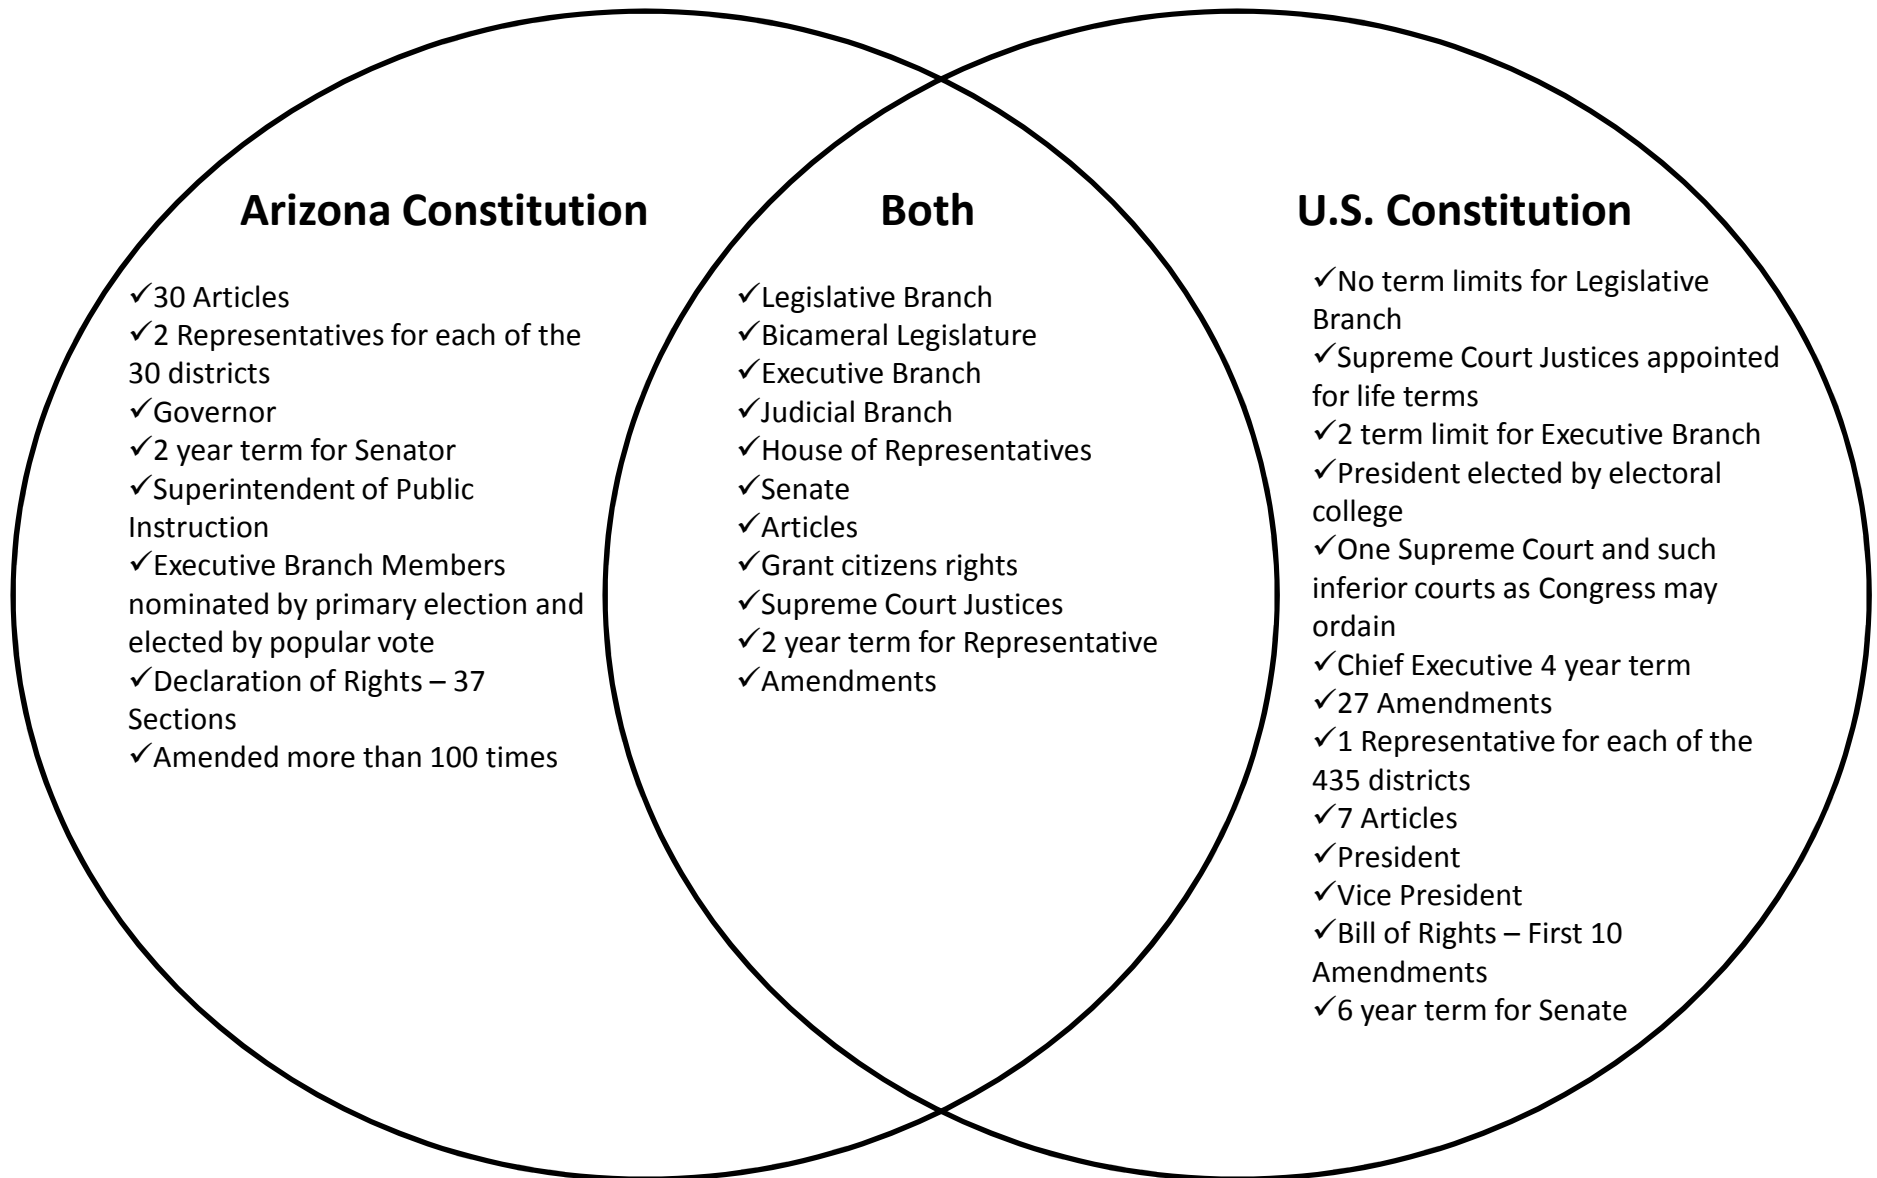 Arizona Constitution
✓30 Articles
✓2 Representatives for each of the
30 districts
✓Governor
✓2 year term for Senator
✓Superintendent of Public
Instruction
✓Executive Branch Members
nominated by primary election and
elected by popular vote
✓Declaration of Rights – 37
Sections
✓Amended more than 100 times
Both
✓Legislative Branch
✓Bicameral Legislature
✓Executive Branch
✓Judicial Branch
✓House of Representatives
✓Senate
✓Articles
✓Grant citizens rights
✓Supreme Court Justices
✓2 year term for Representative
✓Amendments
U.S. Constitution
✓No term limits for Legislative
Branch
✓Supreme Court Justices appointed
for life terms
✓2 term limit for Executive Branch
✓President elected by electoral
college
✓One Supreme Court and such
inferior courts as Congress may
ordain
✓Chief Executive 4 year term
✓27 Amendments
✓1 Representative for each of the
435 districts
✓7 Articles
✓President
✓Vice President
✓Bill of Rights – First 10
Amendments
✓6 year term for Senate